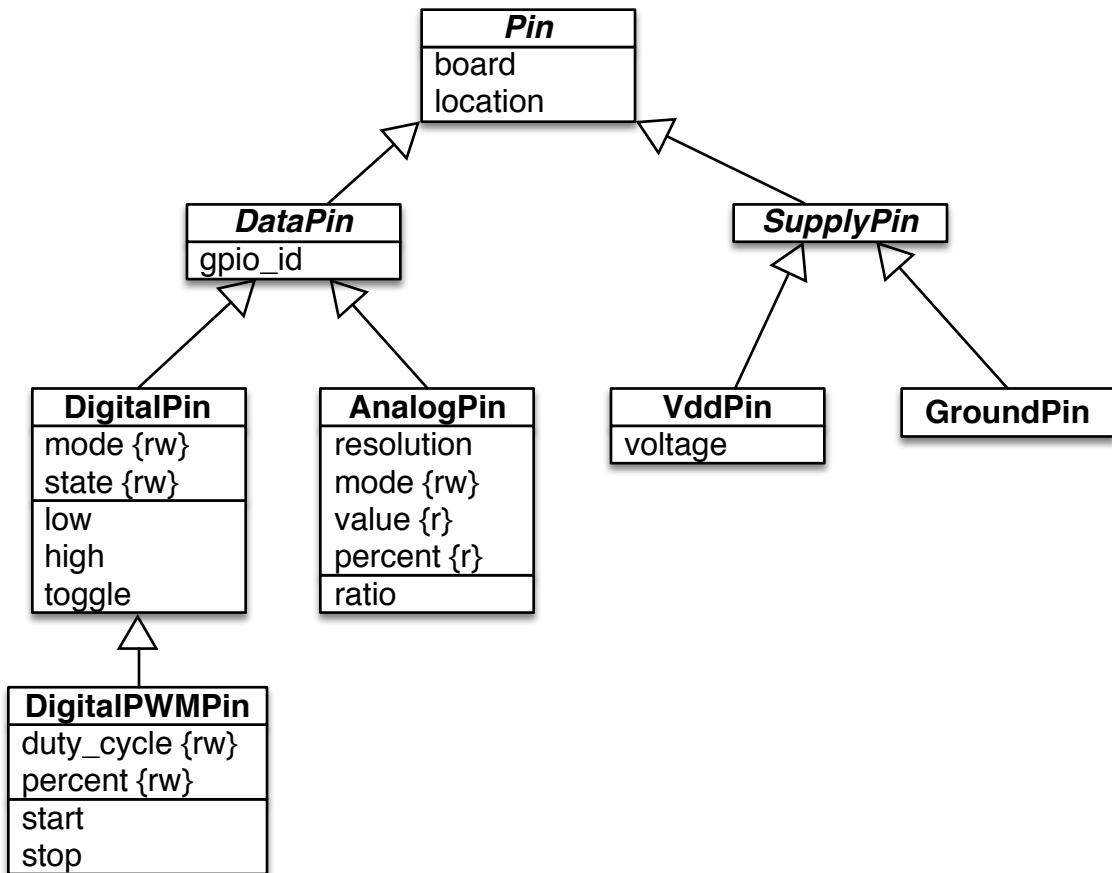 Pin
board
location
DataPin
gpio_id
SupplyPin
DigitalPin
mode {rw}
state {rw}
low
high
toggle
AnalogPin
resolution
mode {rw}
value {r}
percent {r}
ratio
VddPin
voltage
GroundPin
DigitalPWMPin
duty_cycle {rw}
percent {rw}
start
stop